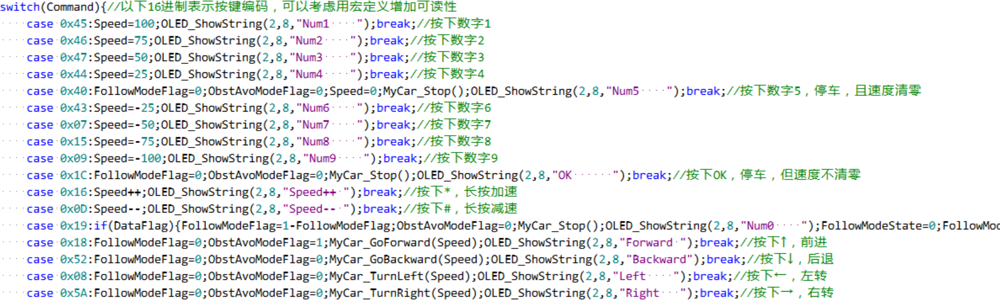 switch(Command){//以下16进制表示按键编码，可以考虑用宏定义增加可读性
    case 0x45:Speed=100;OLED_ShowString(2,8,"Num1    ");break;//按下数字1
    case 0x46:Speed=75;OLED_ShowString(2,8,"Num2    ");break;//按下数字2
    case 0x47:Speed=50;OLED_ShowString(2,8,"Num3    ");break;//按下数字3
    case 0x44:Speed=25;OLED_ShowString(2,8,"Num4    ");break;//按下数字4
    case 0x40:FollowModeFlag=0;ObstAvoModeFlag=0;Speed=0;MyCar_Stop();OLED_ShowString(2,8,"Num5    ");break;//按下数字5，停车，且速度清零
    case 0x43:Speed=-25;OLED_ShowString(2,8,"Num6    ");break;//按下数字6
    case 0x07:Speed=-50;OLED_ShowString(2,8,"Num7    ");break;//按下数字7
    case 0x15:Speed=-75;OLED_ShowString(2,8,"Num8    ");break;//按下数字8
    case 0x09:Speed=-100;OLED_ShowString(2,8,"Num9    ");break;//按下数字9
    case 0x1C:FollowModeFlag=0;ObstAvoModeFlag=0;MyCar_Stop();OLED_ShowString(2,8,"OK      ");break;//按下OK，停车，但速度不清零
    case 0x16:Speed++;OLED_ShowString(2,8,"Speed++ ");break;//按下*，长按加速
    case 0x0D:Speed--;OLED_ShowString(2,8,"Speed-- ");break;//按下#，长按减速
    case 0x19:if(DataFlag){FollowModeFlag=1-FollowModeFlag;ObstAvoModeFlag=0;MyCar_Stop();OLED_ShowString(2,8,"Num0    ");FollowModeState=0;FollowMod
    case 0x18:FollowModeFlag=0;ObstAvoModeFlag=1;MyCar_GoForward(Speed);OLED_ShowString(2,8,"Forward ");break;//按下↑，前进
    case 0x52:FollowModeFlag=0;ObstAvoModeFlag=0;MyCar_GoBackward(Speed);OLED_ShowString(2,8,"Backward");break;//按下↓，后退
    case 0x08:FollowModeFlag=0;ObstAvoModeFlag=0;MyCar_TurnLeft(Speed);OLED_ShowString(2,8,"Left    ");break;//按下←，左转
    case 0x5A:FollowModeFlag=0;ObstAvoModeFlag=0;MyCar_TurnRight(Speed);OLED_ShowString(2,8,"Right   ");break;//按下→，右转